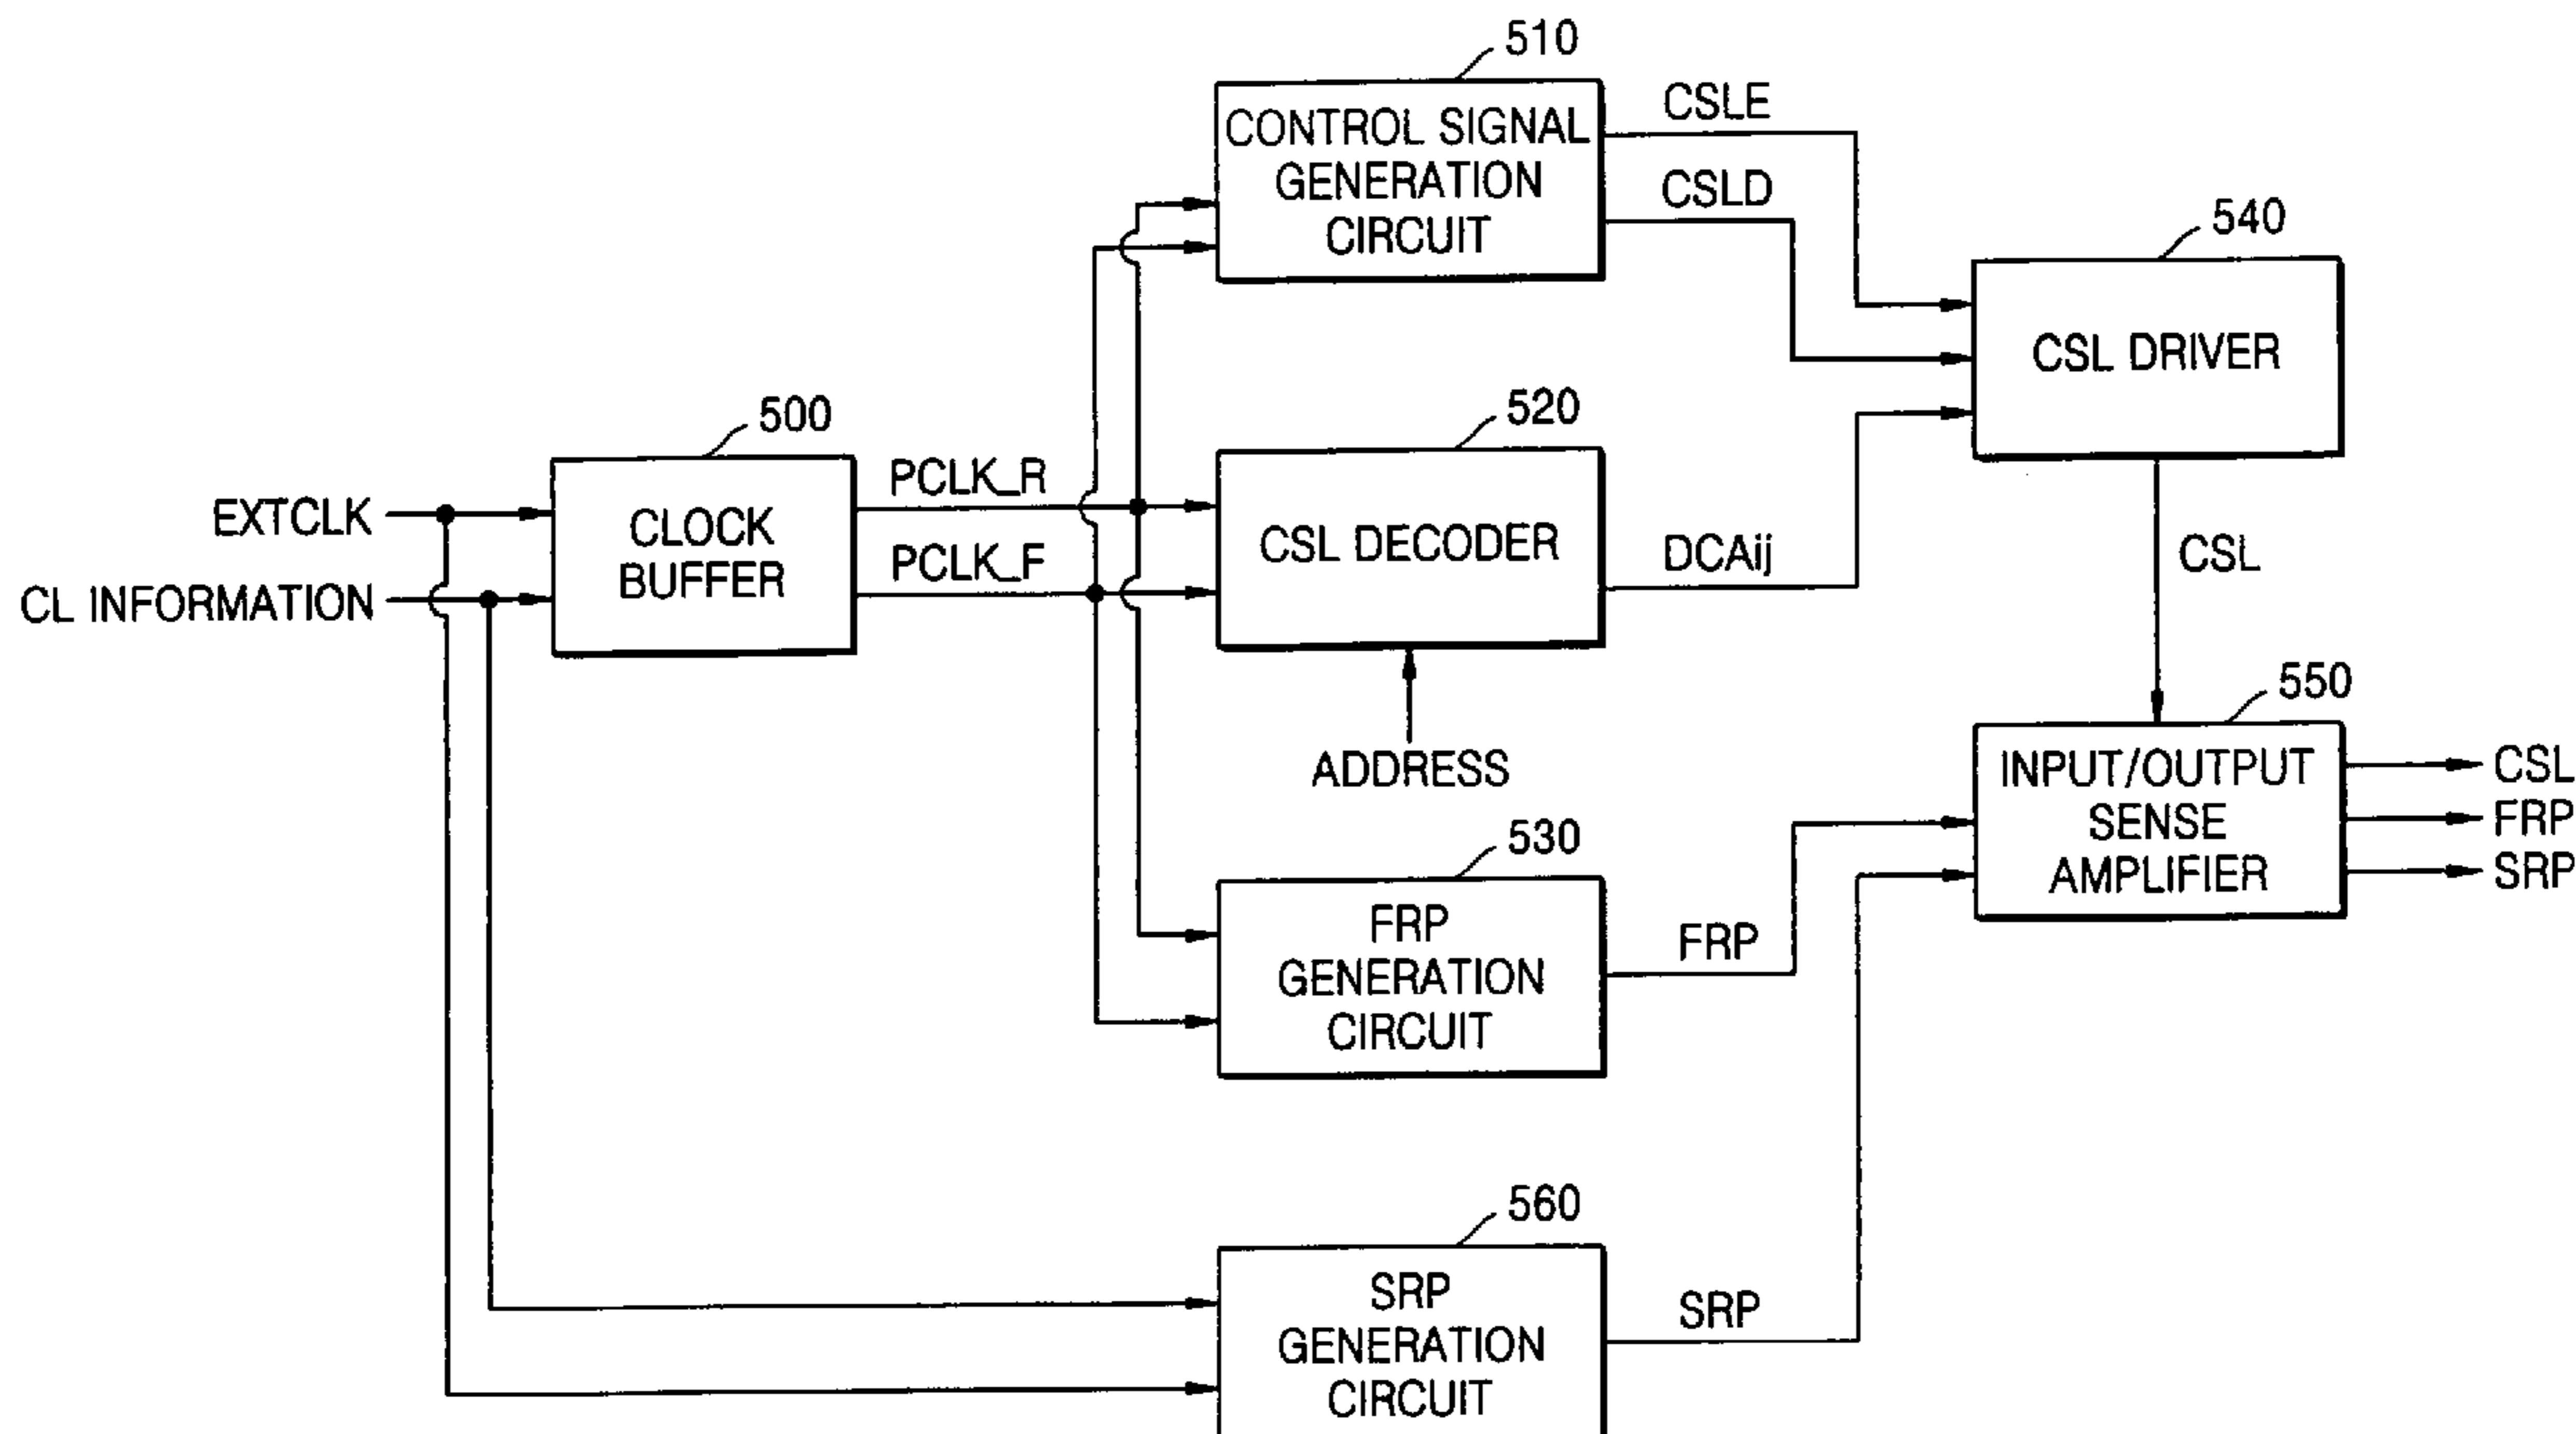 510
CONTROL SIGNAL
GENERATION
CIRCUIT
CSLE
CSLD
540
CSL DRIVER
500
CLOCK
BUFFER
EXTCLK
CL INFORMATION
PCLK_R
PCLK_F
520
CSL DECODER
DCAij
CSL
ADDRESS
550
INPUT/OUTPUT
SENSE
AMPLIFIER
CSL
FRP
SRP
530
FRP
GENERATION
CIRCUIT
FRP
560
SRP
GENERATION
CIRCUIT
SRP